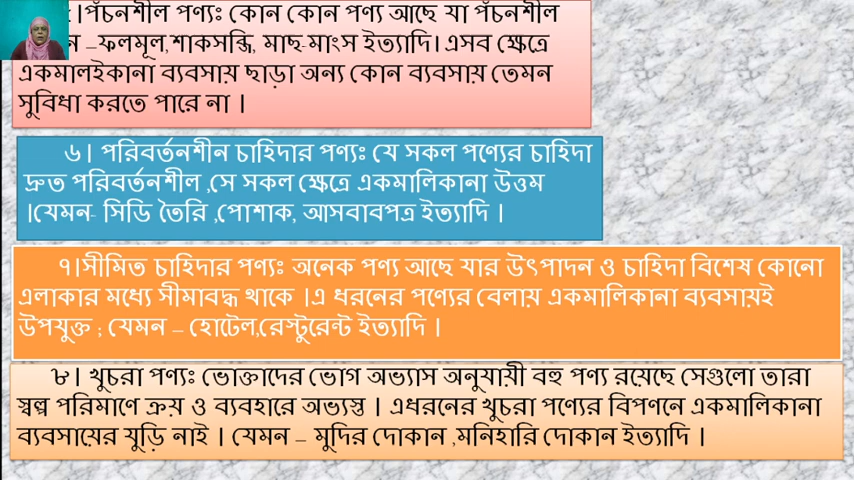 ।পঁচনশীল পণ্যঃ কোন কোন পণ্য আছে যা পঁচনশীল
–ফলমূল,শাকসব্জি, মাছ-মাংস ইত্যাদি। এসব ক্ষেত্রে
একমালইকানা ব্যবসায় ছাড়া অন্য কোন ব্যবসায় তেমন
সুবিধা করতে পারে না ।
৬। পরিবর্তনশীন চাহিদার পণ্যঃ যে সকল পণ্যের চাহিদা
দ্রুত পরিবর্তনশীল ,সে সকল ক্ষেত্রে একমালিকানা উত্তম
।যেমন- সিডি তৈরি ,পোশাক, আসবাবপত্র ইত্যাদি ।
৭।সীমিত চাহিদার পণ্যঃ অনেক পণ্য আছে যার উৎপাদন ও চাহিদা বিশেষ কোনো
এলাকার মধ্যে সীমাবদ্ধ থাকে ।এ ধরনের পণ্যের বেলায় একমালিকানা ব্যবসায়ই
উপযুক্ত ; যেমন – হোটেল,রেস্টুরেন্ট ইত্যাদি ।
৮। খুচরা পণ্যঃ ভোক্তাদের ভোগ অভ্যাস অনুযায়ী বহু পণ্য রয়েছে সেগুলো তারা
স্বল্প পরিমাণে ক্রয় ও ব্যবহারে অভ্যস্ত । এধরনের খুচরা পণ্যের বিপণনে একমালিকানা
ব্যবসায়ের যুড়ি নাই । যেমন – মুদির দোকান ,মনিহারি দোকান ইত্যাদি ।